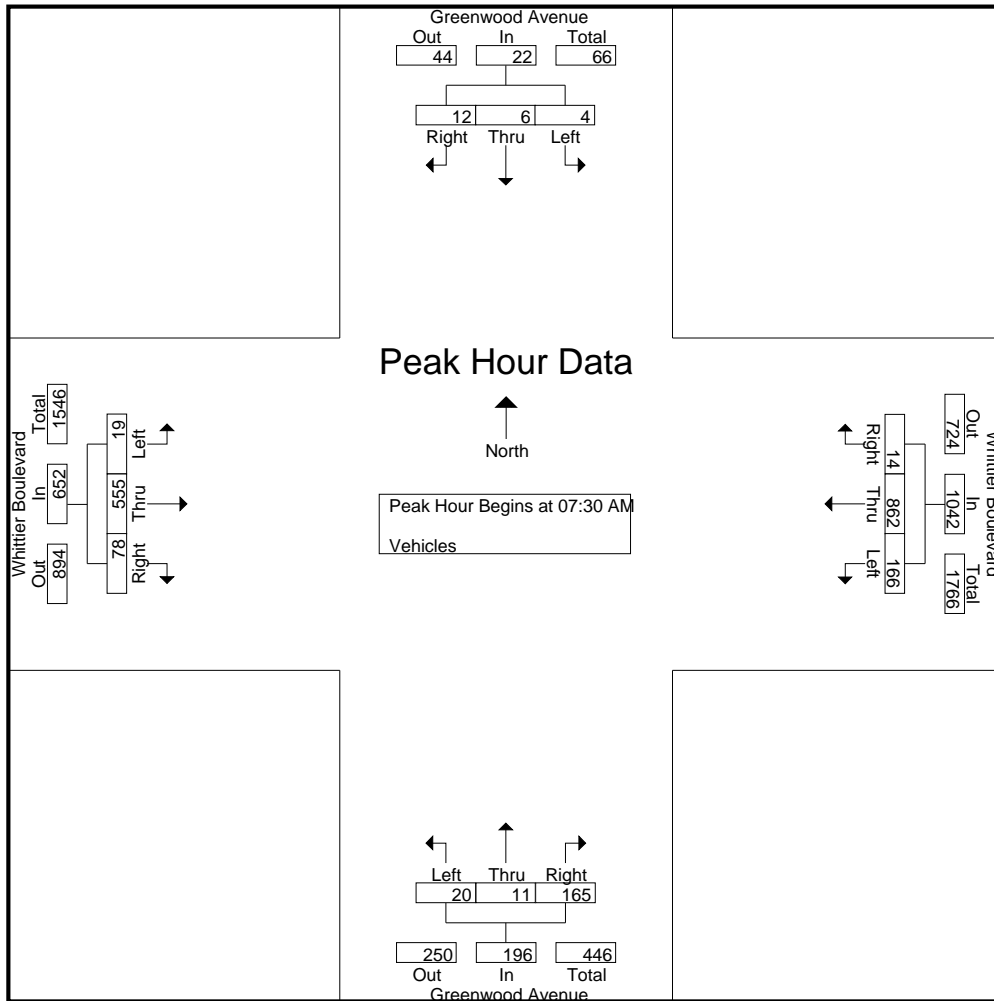 Greenwood Avenue
Out In Total
44 22 66
12 6 4
Right Thru Left
Peak Hour Data
North
Peak Hour Begins at 07:30 AM
Vehicles
Whittier Boulevard
Total In Out
1546 652 894
19 555 78
Left Thru Right
Whittier Boulevard
Out In Total
724 1042 1766
14 862 166
Right Thru Left
Left Thru Right
20 11 165
250 196 446
Out In Total
Greenwood Avenue